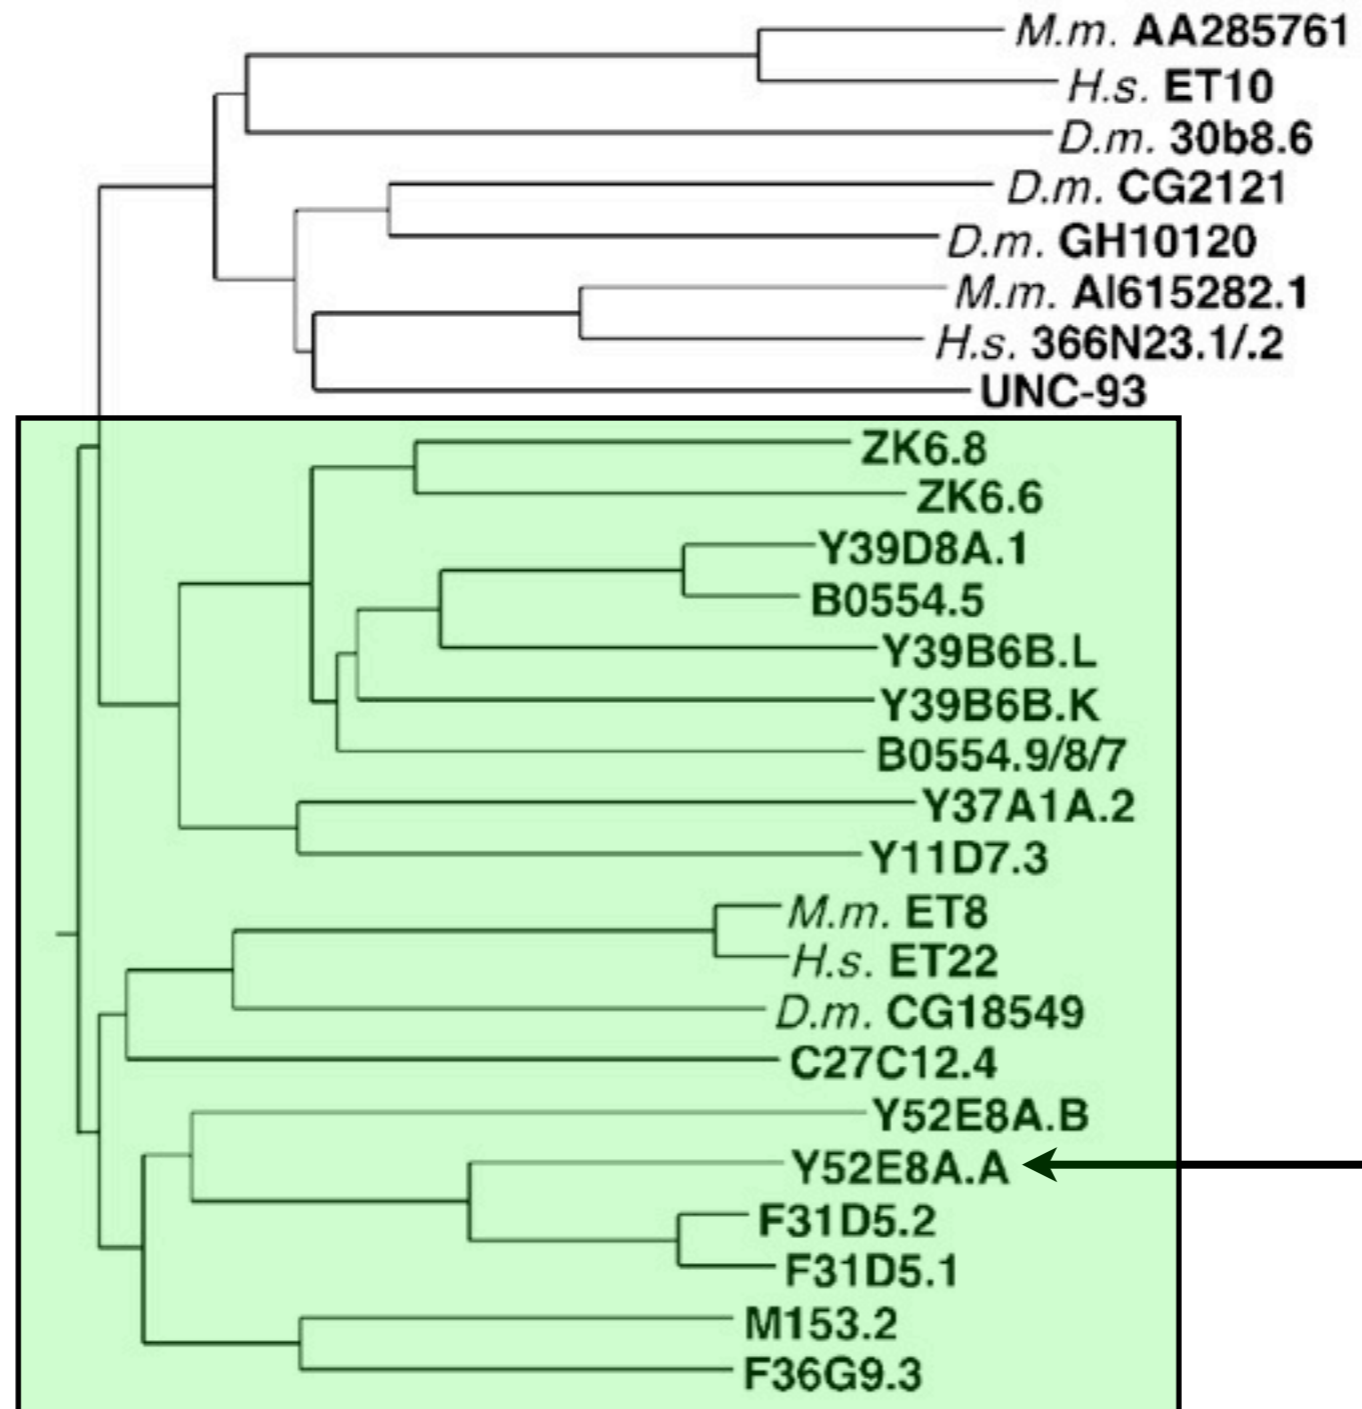 M.m. AA285761
H.s. ET10
D.m. 30b8.6
D.m. CG2121
D.m. GH10120
M.m. AI615282.1
H.s. 366N23.1/.2
UNC-93
ZK6.8
ZK6.6
Y39D8A.1
B0554.5
Y39B6B.L
Y39B6B.K
B0554.9/8/7
Y37A1A.2
Y11D7.3
M.m. ET8
H.s. ET22
D.m. CG18549
C27C12.4
Y52E8A.B
Y52E8A.A
F31D5.2
F31D5.1
M153.2
F36G9.3